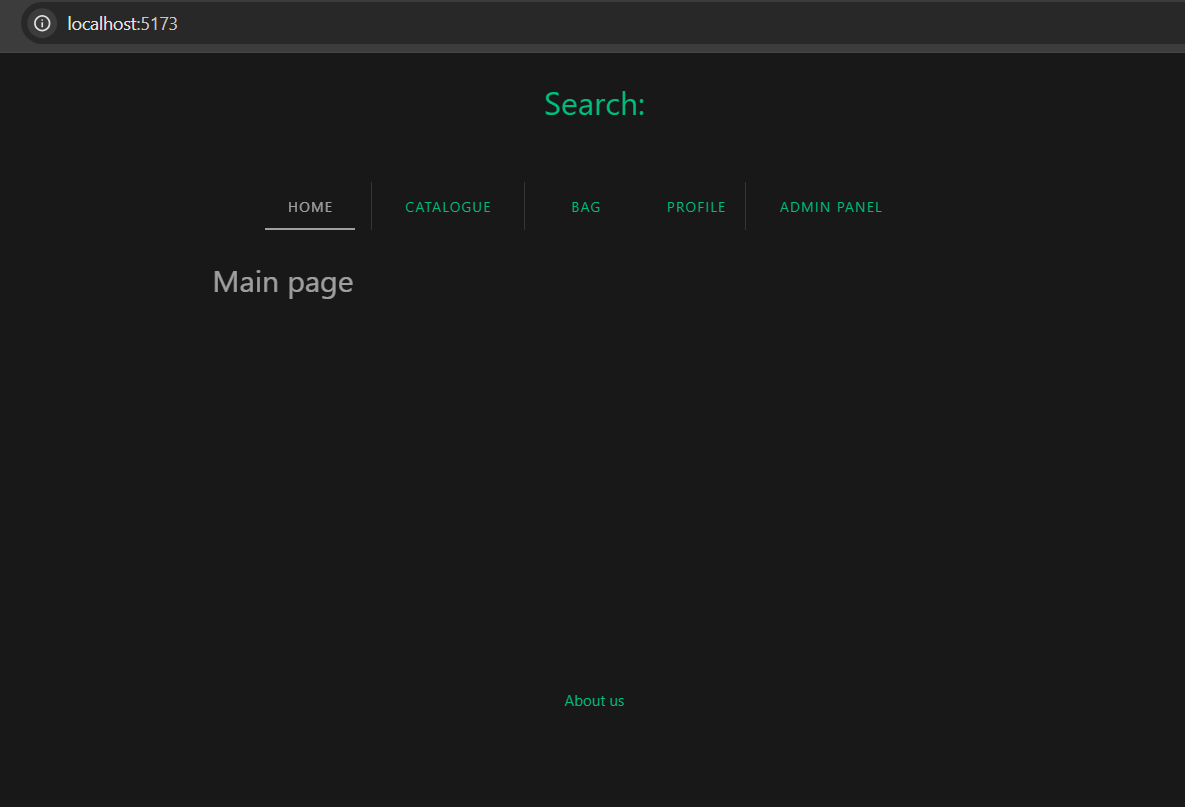 localhost:5173
Search:
HOME CATALOGUE BAG PROFILE ADMIN PANEL
Main page
About us